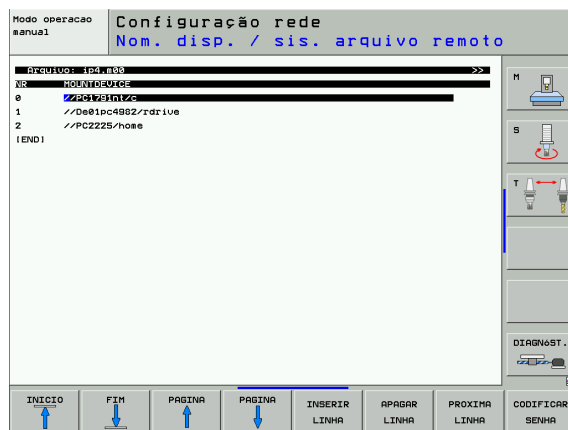 Modo operacao
manual
Configuração rede
Nom. disp. / sis. arquivo remoto
Arquivo: ip4.m00 >>
NR MOUNTDEVICE
0 //PC1791nt/c
1 //De01pc4982/rdrive
2 //PC2225/home
[END]
M
S
T
DIAGNóST.
INICIO
FIM
PAGINA
PAGINA
INSERIR
LINHA
APAGAR
LINHA
PROXIMA
LINHA
CODIFICAR
SENHA